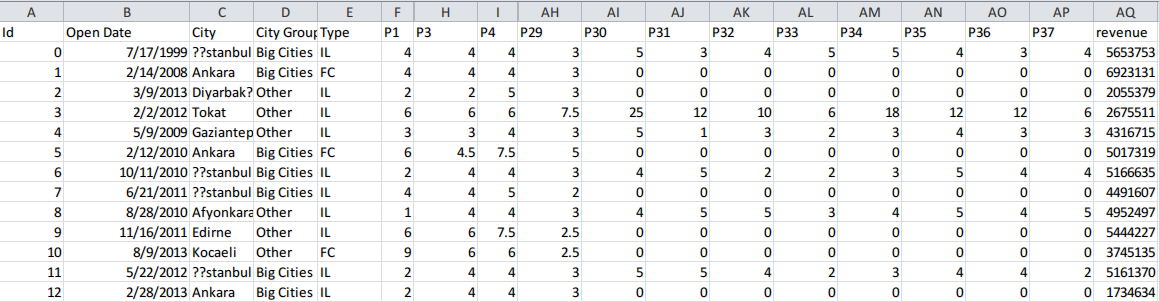 A B C D E F H I AH AI AJ AK AL AM AN AO AP AQ
Id Open Date City City Group Type P1 P3 P4 P29 P30 P31 P32 P33 P34 P35 P36 P37 revenue
0 7/17/1999 ??stanbul Big Cities IL 4 4 4 3 5 3 4 5 5 4 3 4 5653753
1 2/14/2008 Ankara Big Cities FC 4 4 4 3 0 0 0 0 0 0 0 0 6923131
2 3/9/2013 Diyarbak? Other IL 2 2 5 3 0 0 0 0 0 0 0 0 2055379
3 2/2/2012 Tokat Other IL 6 6 6 7.5 25 12 10 6 18 12 12 6 2675511
4 5/9/2009 Gaziantep Other IL 3 3 4 3 5 1 3 2 3 4 3 3 4316715
5 2/12/2010 Ankara Big Cities FC 6 4.5 7.5 5 0 0 0 0 0 0 0 0 5017319
6 10/11/2010 ??stanbul Big Cities IL 2 4 4 3 4 5 2 2 3 5 4 4 5166635
7 6/21/2011 ??stanbul Big Cities IL 4 4 5 2 0 0 0 0 0 0 0 0 4491607
8 8/28/2010 Afyonkara Other IL 1 4 4 3 4 5 5 3 4 5 4 5 4952497
9 11/16/2011 Edirne Other IL 6 6 7.5 2.5 0 0 0 0 0 0 0 0 5444227
10 8/9/2013 Kocaeli Other FC 9 6 6 2.5 0 0 0 0 0 0 0 0 3745135
11 5/22/2012 ??stanbul Big Cities IL 2 4 4 3 5 5 4 2 3 4 4 2 5161370
12 2/28/2013 Ankara Big Cities IL 2 4 4 3 0 0 0 0 0 0 0 0 1734634